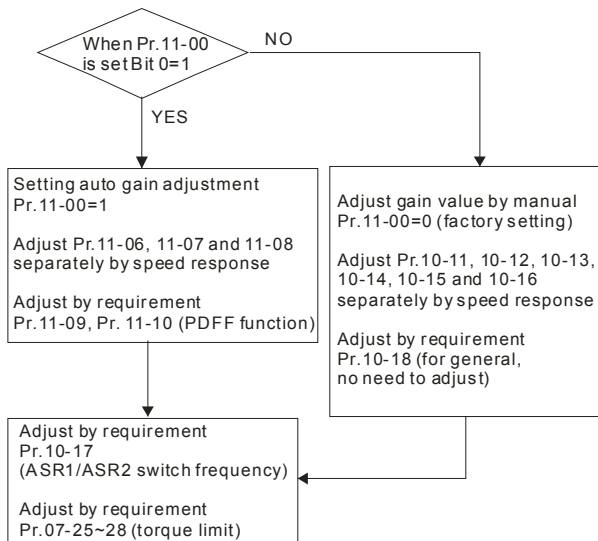 When Pr.11-00
is set Bit 0=1
NO
YES
Setting auto gain adjustment
Pr.11-00=1
Adjust Pr.11-06, 11-07 and 11-08
separately by speed response
Adjust by requirement
Pr.11-09, Pr. 11-10 (PDFF function)
Adjust gain value by manual
Pr.11-00=0 (factory setting)
Adjust Pr.10-11, 10-12, 10-13,
10-14, 10-15 and 10-16
separately by speed response
Adjust by requirement
Pr.10-18 (for general,
no need to adjust)
Adjust by requirement
Pr.10-17
(ASR1/ASR2 switch frequency)
Adjust by requirement
Pr.07-25~28 (torque limit)